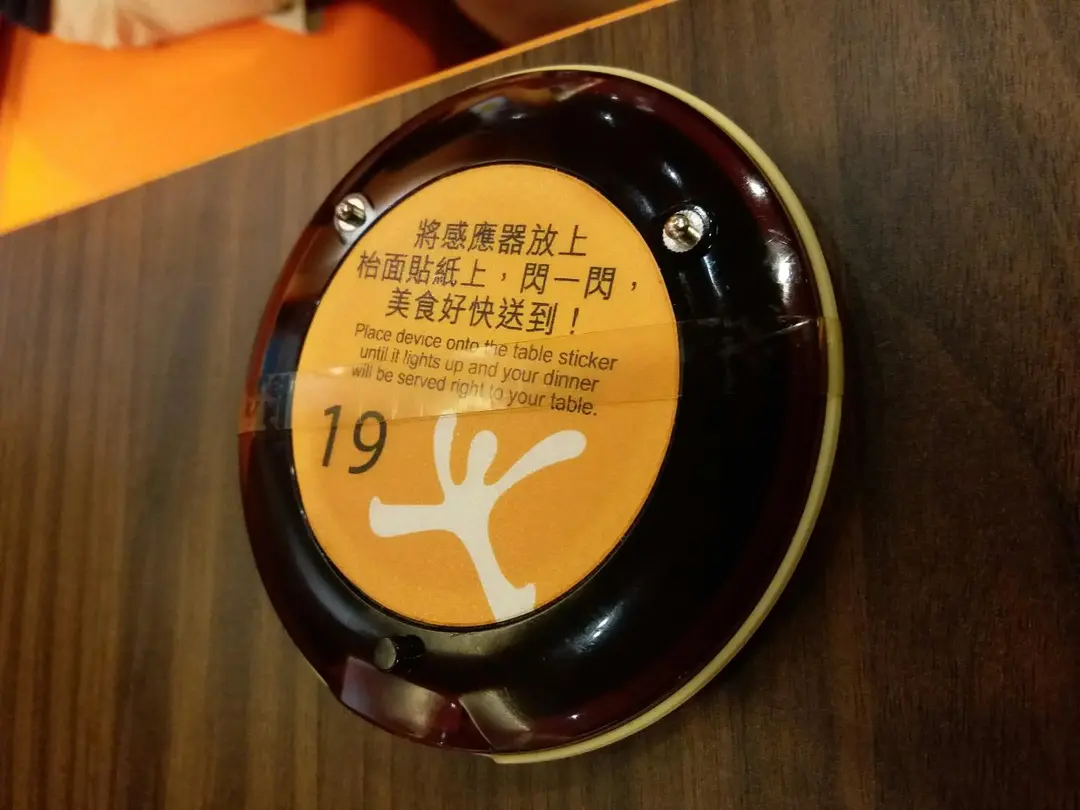 將感應器放上
枱面貼紙上，閃一閃，
美食好快送到！
Place device onto the table sticker
until it lights up and your dinner
will be served right to your table.
19